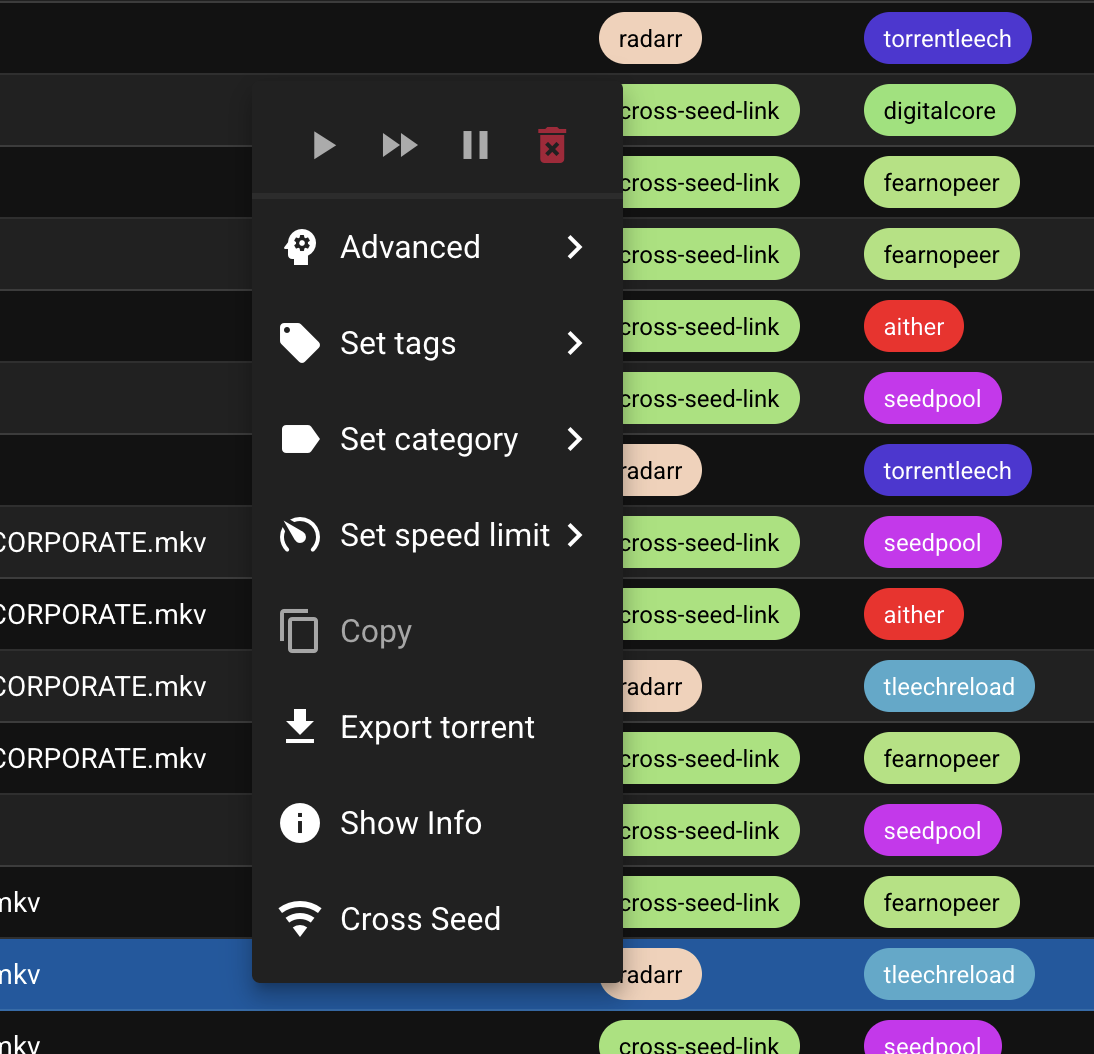 radarr torrentleech
cross-seed-link digitalcore
cross-seed-link fearnopeer
Advanced cross-seed-link fearnopeer
Set tags cross-seed-link aither
cross-seed-link seedpool
Set category radarr torrentleech
CORPORATE.mkv Set speed limit cross-seed-link seedpool
CORPORATE.mkv Copy cross-seed-link aither
CORPORATE.mkv radarr tleechreload
CORPORATE.mkv Export torrent cross-seed-link fearnopeer
Show Info cross-seed-link seedpool
mkv Cross Seed cross-seed-link fearnopeer
mkv radarr tleechreload
mkv cross-seed-link seedpool